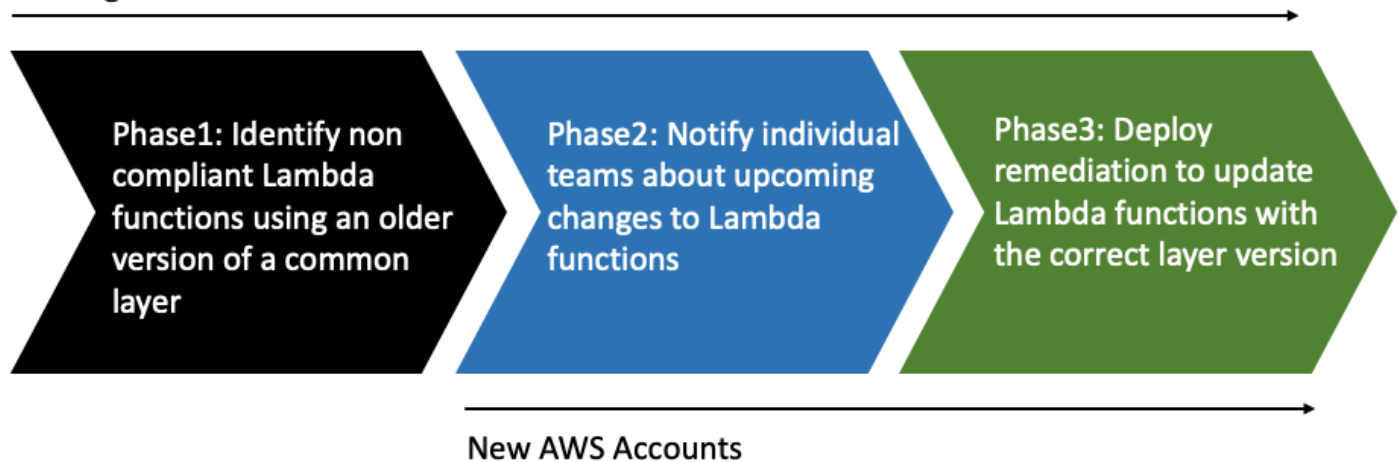 Phase1: Identify non
compliant Lambda
functions using an older
version of a common
layer
Phase2: Notify individual
teams about upcoming
changes to Lambda
functions
Phase3: Deploy
remediation to update
Lambda functions with
the correct layer version
New AWS Accounts